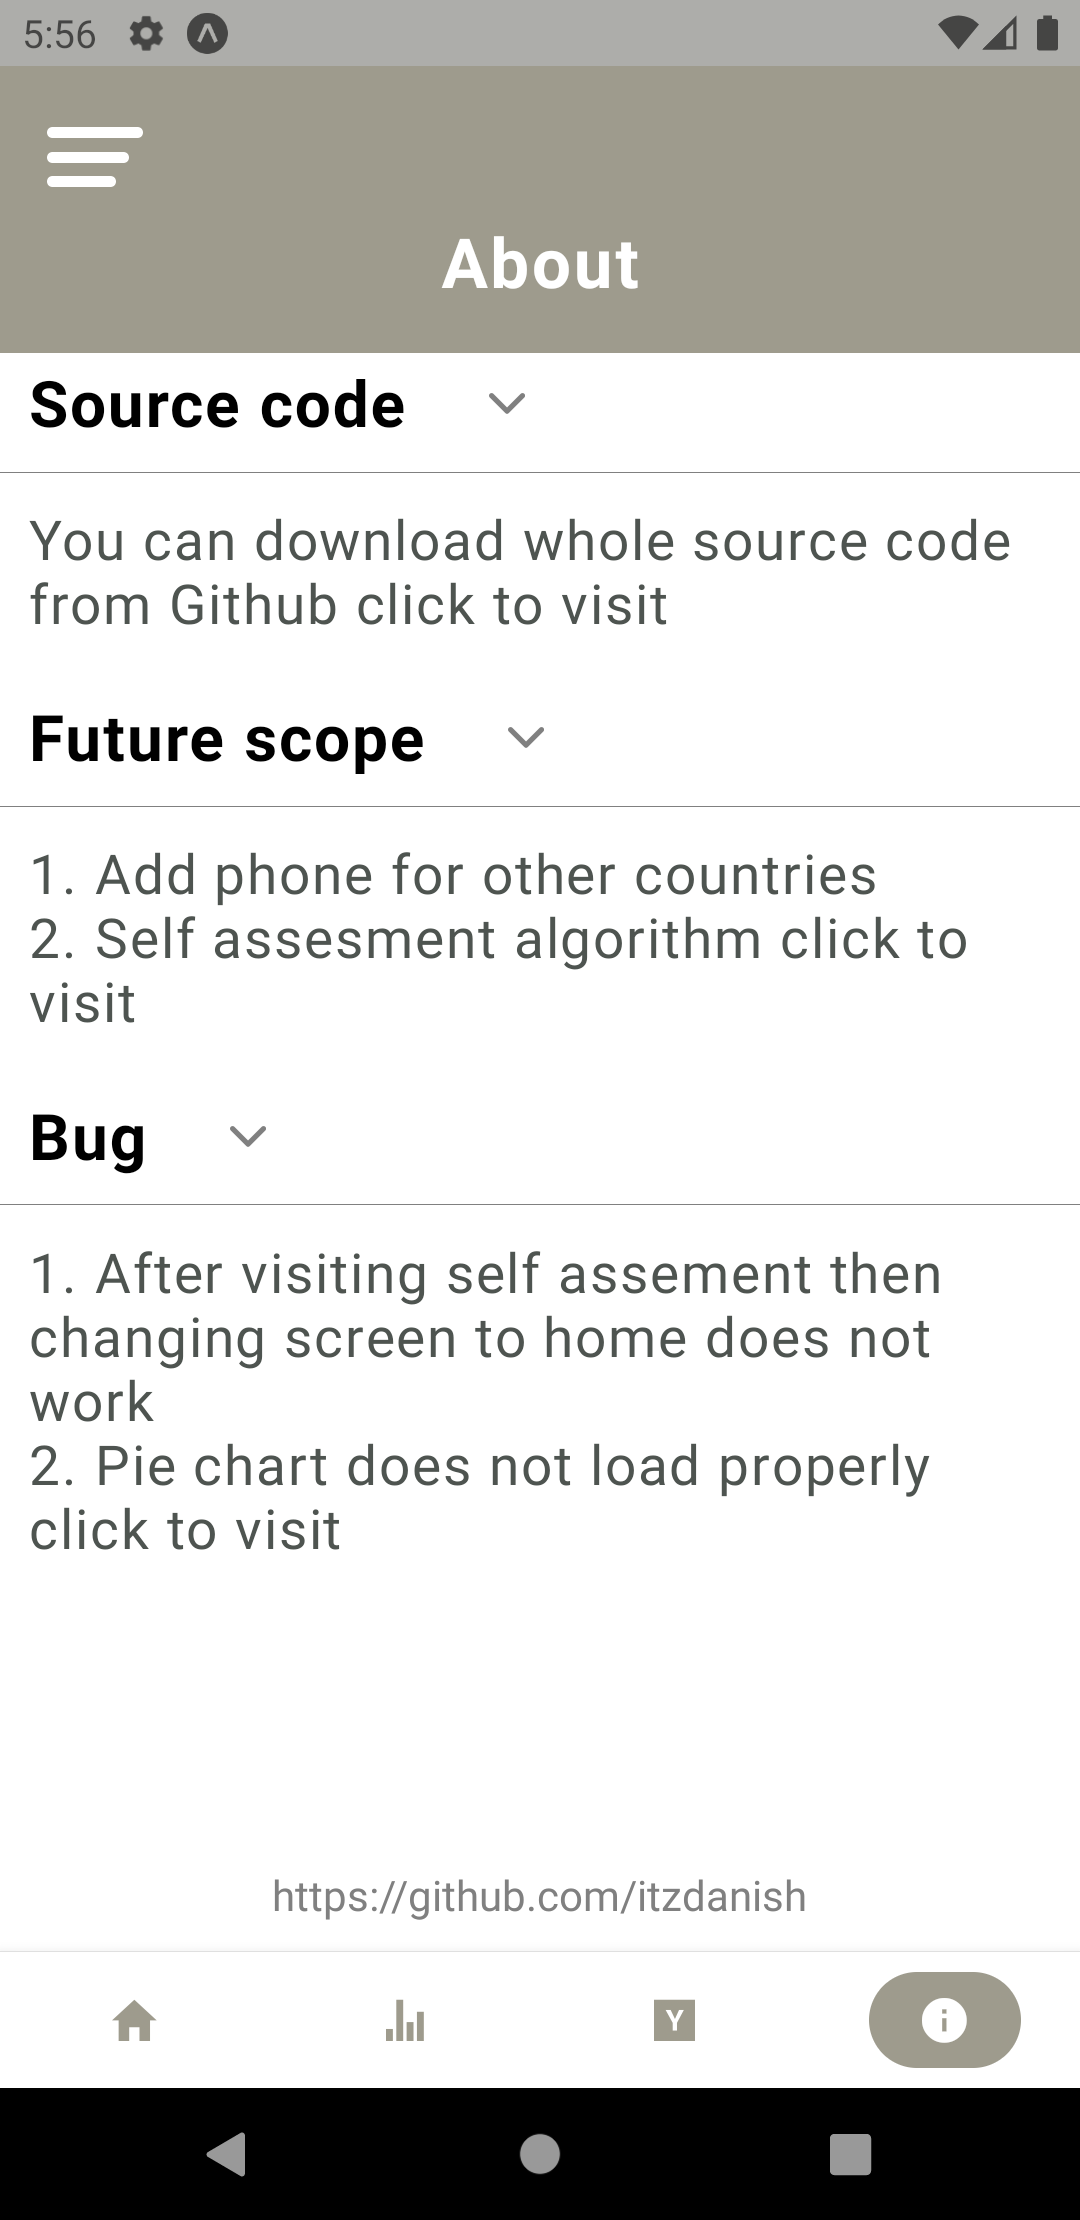 5:56
About
Source code
You can download whole source code
from Github click to visit
Future scope
1. Add phone for other countries
2. Self assesment algorithm click to
visit
Bug
1. After visiting self assement then
changing screen to home does not
work
2. Pie chart does not load properly
click to visit
https://github.com/itzdanish
Y